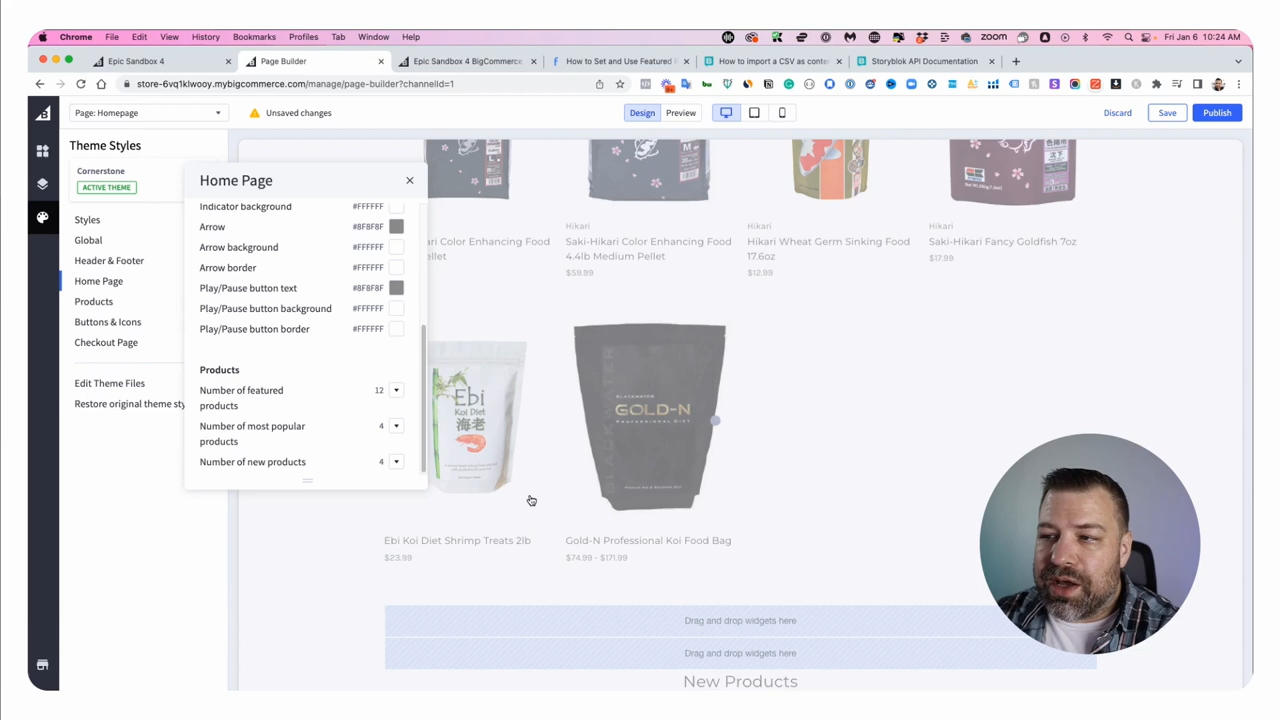 Chrome File Edit View History Bookmarks Profiles Tab Window Help
zoom Fri Jan 6 10:24 AM
Epic Sandbox 4
Page Builder
Epic Sandbox 4 BigCommerce
How to Set and Use Featured
How to import a CSV as conten
Storyblok API Documentation
store-6vq1klwooy.mybigcommerce.com/manage/page-builder?channelId=1
Page: Homepage
Unsaved changes
Design Preview
Discard Save Publish
Theme Styles
Cornerstone
ACTIVE THEME
Styles
Global
Header & Footer
Home Page
Products
Buttons & Icons
Checkout Page
Edit Theme Files
Restore original theme sty
Home Page
Indicator background #FFFFFF
Arrow #8F8F8F
Arrow background #FFFFFF
Arrow border #FFFFFF
Play/Pause button text #8F8F8F
Play/Pause button background #FFFFFF
Play/Pause button border #FFFFFF
Products
Number of featured products 12
Number of most popular products 4
Number of new products 4
ari Color Enhancing Food
ellet
Hikari
Saki-Hikari Color Enhancing Food
4.4lb Medium Pellet
$59.99
Hikari
Hikari Wheat Germ Sinking Food
17.6oz
$12.99
Hikari
Saki-Hikari Fancy Goldfish 7oz
$17.99
Ebi
Koi Diet
海老
BLACKWATER
GOLD-N
PROFESSIONAL DIET
Ebi Koi Diet Shrimp Treats 2lb
$23.99
Gold-N Professional Koi Food Bag
$74.99 - $171.99
Drag and drop widgets here
Drag and drop widgets here
New Products